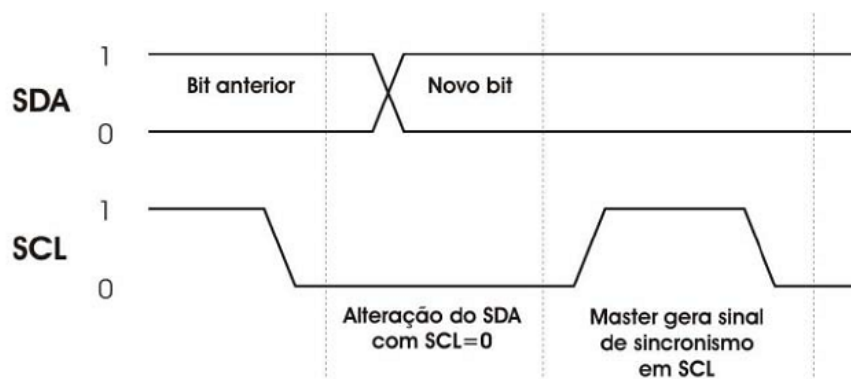 1
Bit anterior
Novo bit
SDA
0
1
SCL
0
Alteração do SDA
com SCL=0
Master gera sinal
de sincronismo
em SCL